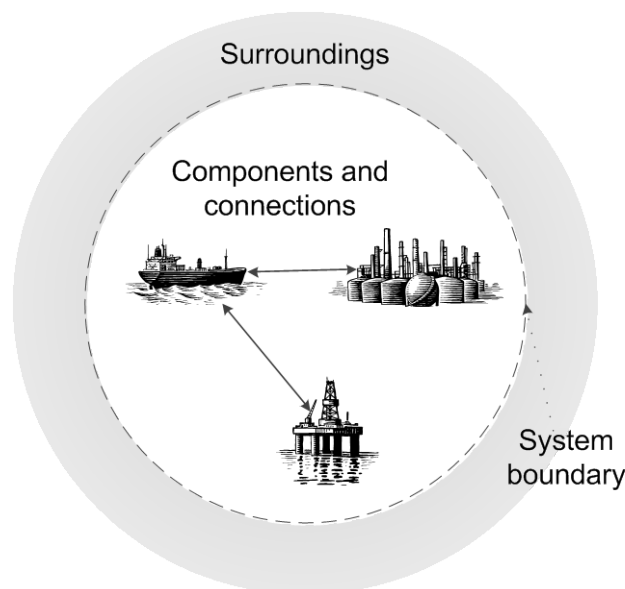 Surroundings
Components and
connections
System
boundary